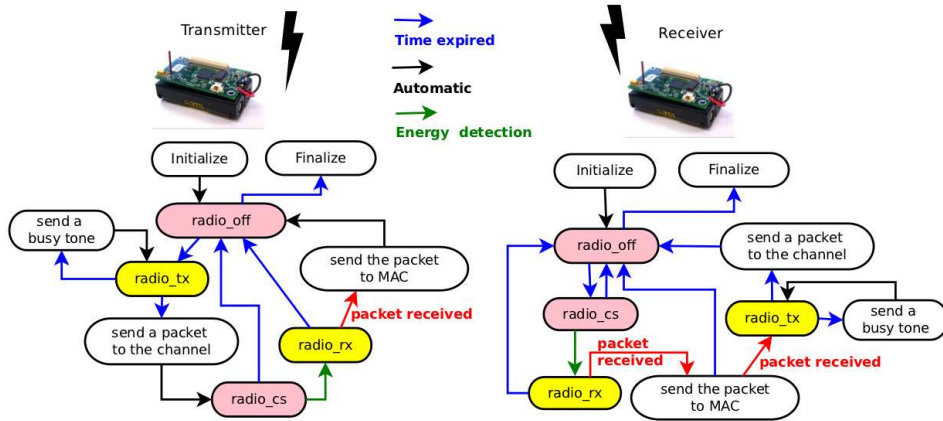 Transmitter
Time expired
Automatic
Energy detection
Receiver
Initialize
Finalize
radio_off
send a
busy tone
radio_tx
send the packet
to MAC
packet received
send a packet
to the channel
radio_rx
radio_cs
Initialize
Finalize
radio_off
send a packet
to the channel
radio_cs
radio_tx
send a
busy tone
packet
received
packet received
radio_rx
send the packet
to MAC